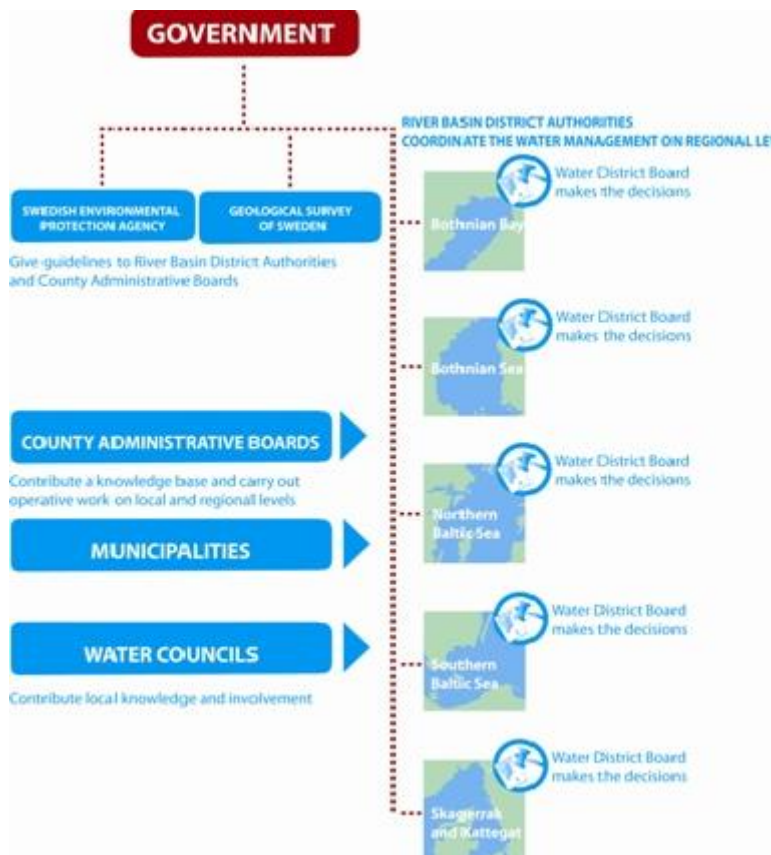 GOVERNMENT
RIVER BASIN DISTRICT AUTHORITIES
COORDINATE THE WATER MANAGEMENT ON REGIONAL
SWEDISH ENVIRONMENTAL
PROTECTION AGENCY
GEOLOGICAL SURVEY
OF SWEDEN
Give guidelines to River Basin District Authorities
and County Administrative Boards
COUNTY ADMINISTRATIVE BOARDS
Contribute a knowledge base and carry out
operative work on local and regional levels
MUNICIPALITIES
WATER COUNCILS
Contribute local knowledge and involvement
Water District Board
makes the decisions
Bothnian Bay
Water District Board
makes the decisions
Bothnian Sea
Water District Board
makes the decisions
Northern
Baltic Sea
Water District Board
makes the decisions
Southern
Baltic Sea
Water District Board
makes the decisions
Skagerrak
and Kattegat